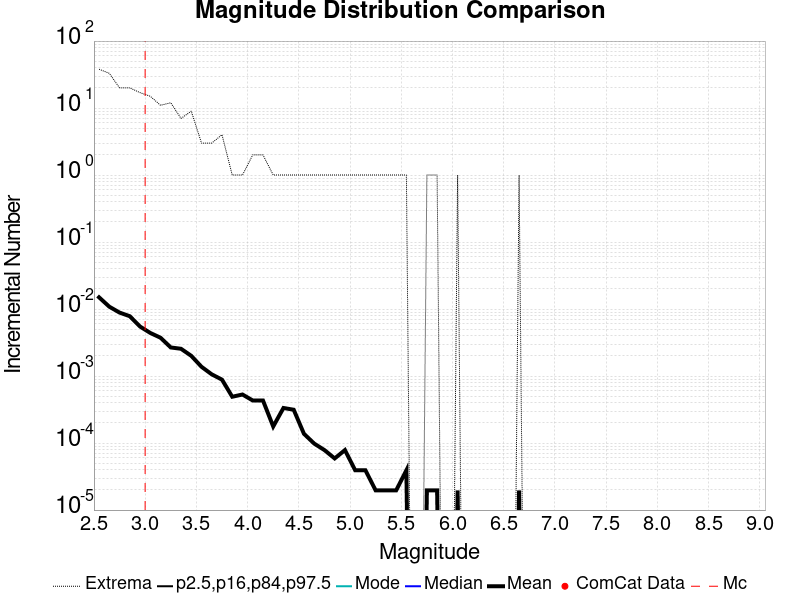 Magnitude Distribution Comparison
10^2
10^1
10^0
10^-1
10^-2
10^-3
10^-4
10^-5
Incremental Number
2.5 3.0 3.5 4.0 4.5 5.0 5.5 6.0 6.5 7.0 7.5 8.0 8.5 9.0
Magnitude
Extrema p2.5,p16,p84,p97.5 Mode Median Mean ComCat Data Mc